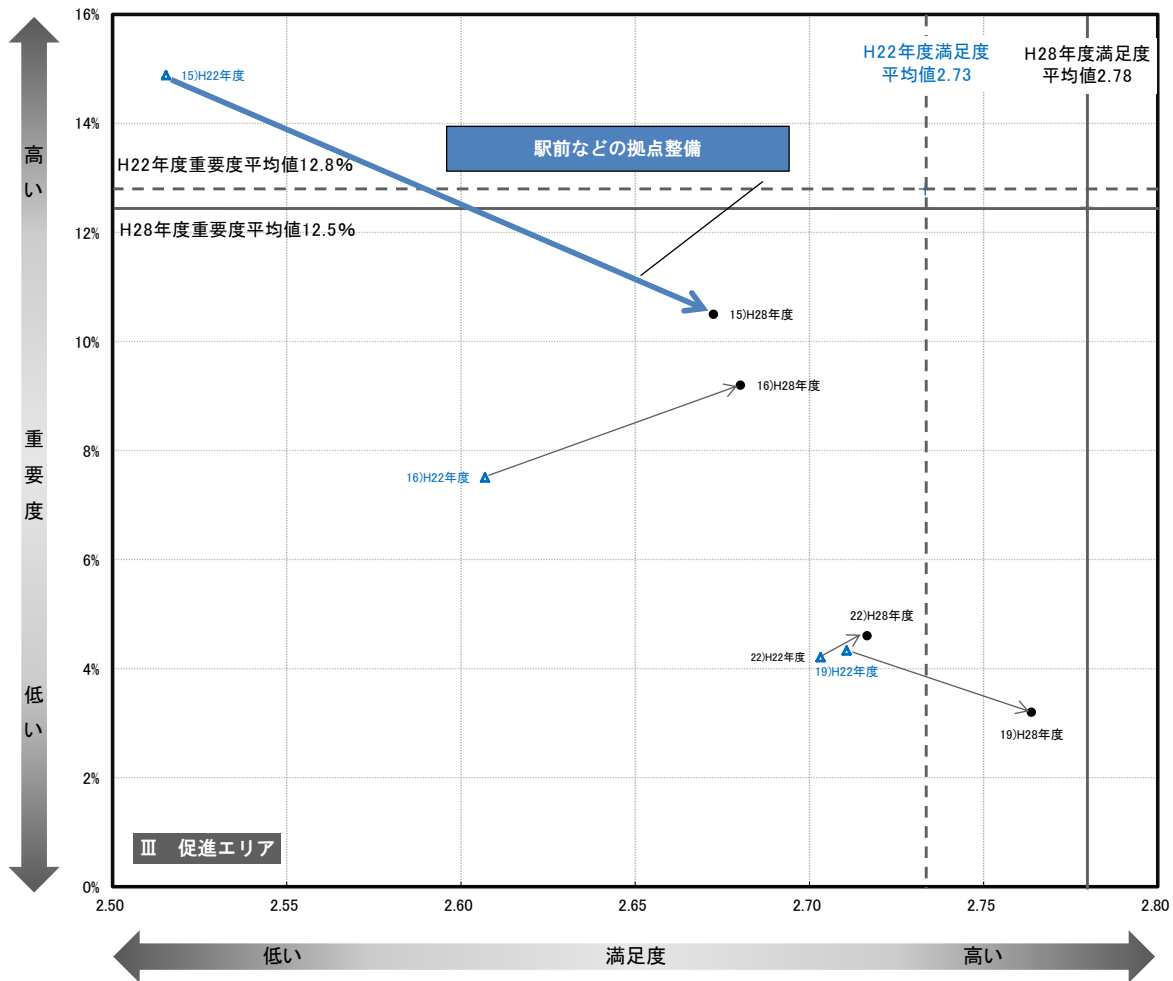 16%
14%
12%
10%
8%
6%
4%
2%
0%
高い
重要度
低い
15)H22年度
H22年度満足度
平均値2.73
H28年度満足度
平均値2.78
駅前などの拠点整備
H22年度重要度平均値12.8%
H28年度重要度平均値12.5%
15)H28年度
16)H28年度
16)H22年度
22)H28年度
22)H22年度
19)H22年度
19)H28年度
Ⅲ 促進エリア
2.50
2.55
2.60
2.65
2.70
2.75
2.80
低い
満足度
高い